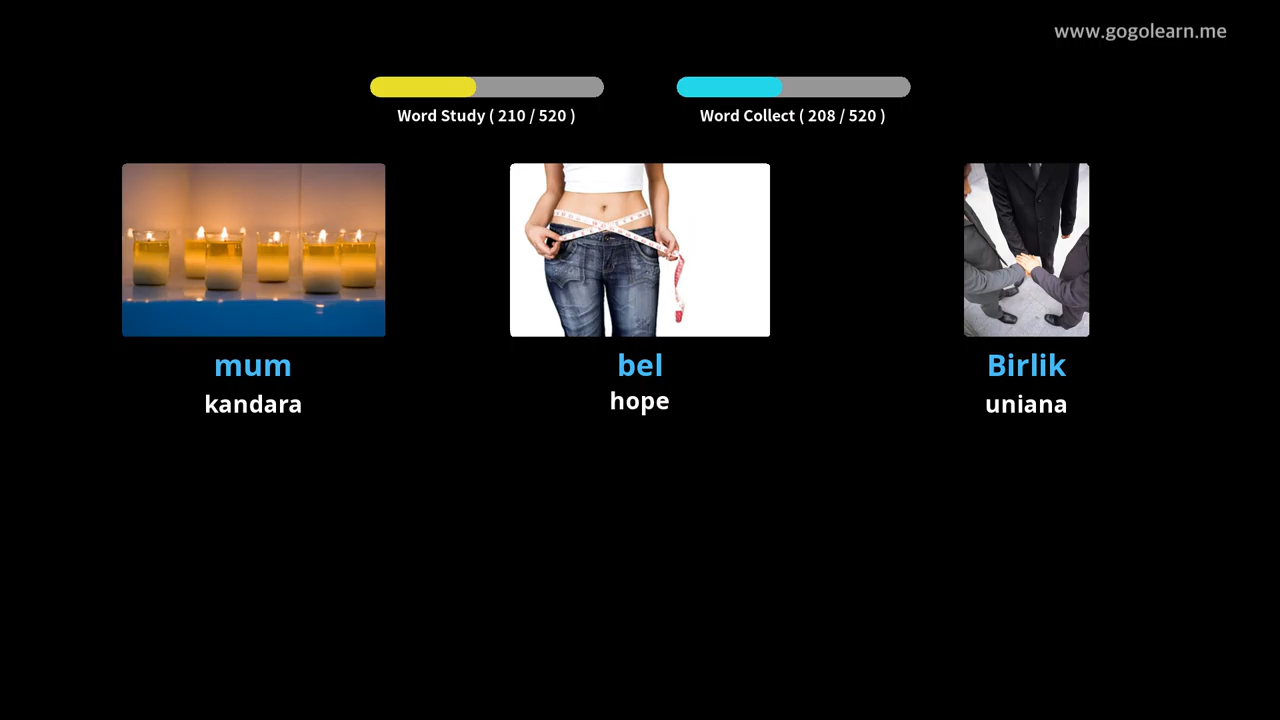 www.gogolearn.me
Word Study ( 210 / 520 )
Word Collect ( 208 / 520 )
mum
kandara
bel
hope
Birlik
uniana